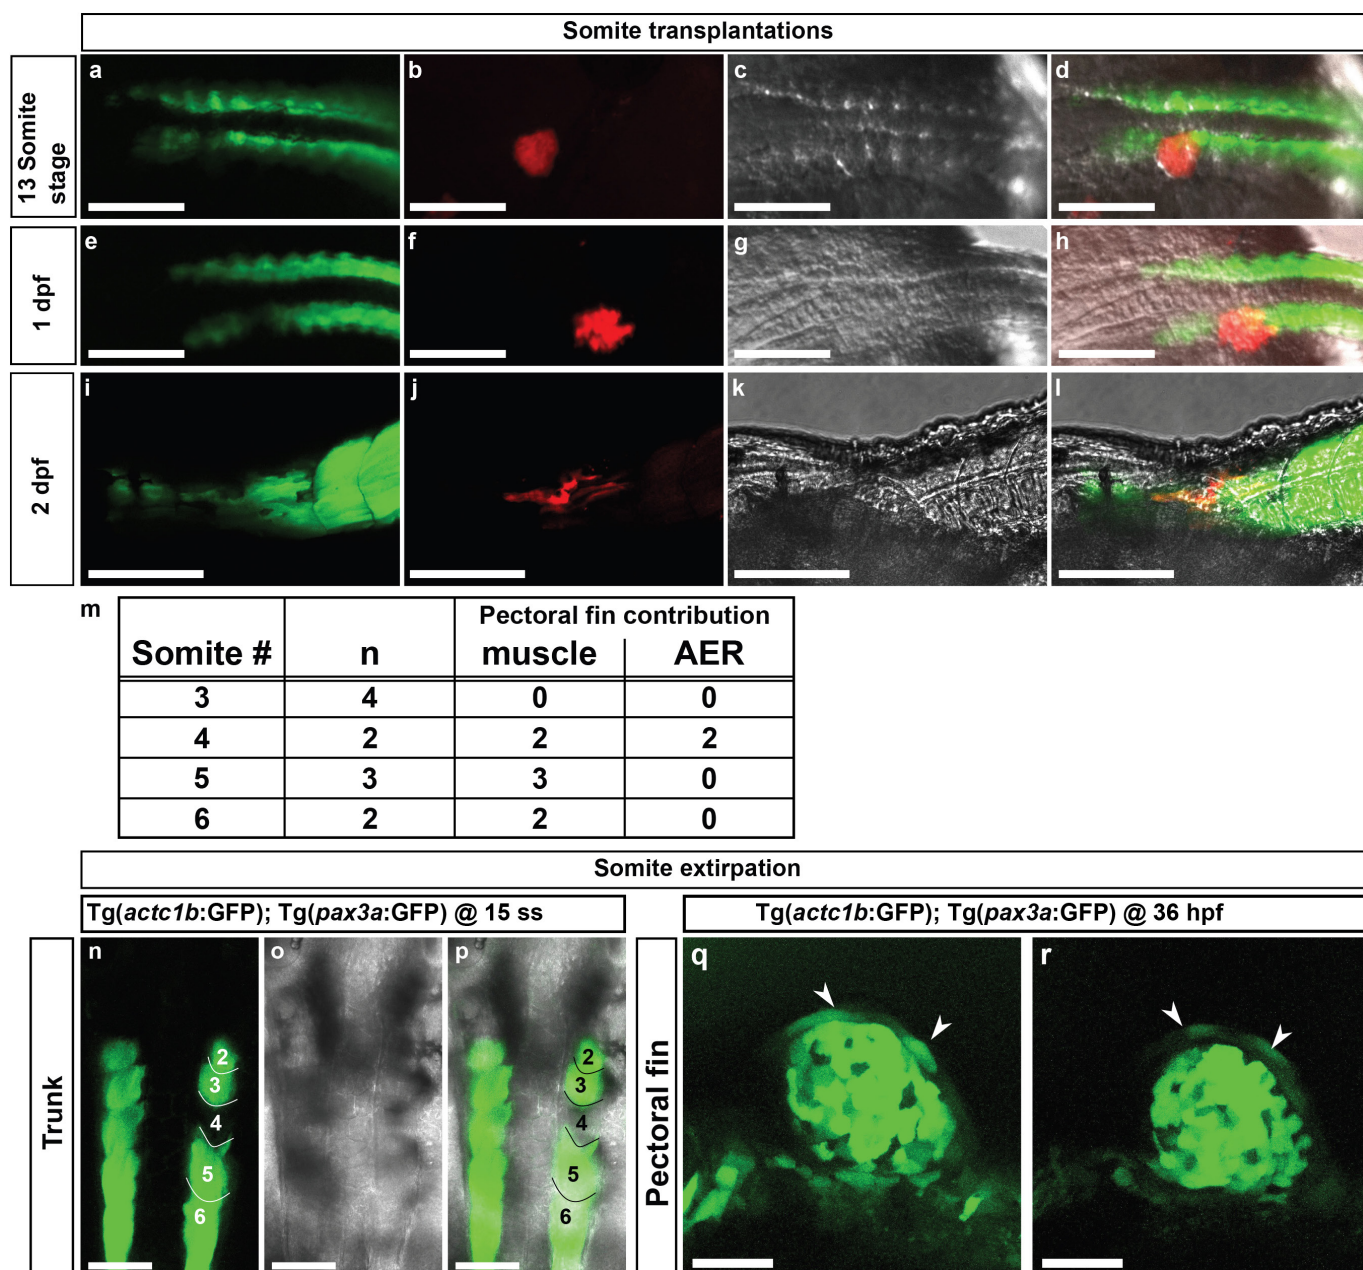 Somite transplantations
13 Somite
stage
a
b
c
d
1 dpf
e
f
g
h
2 dpf
i
j
k
l
m
Pectoral fin contribution
Somite # n muscle AER
3 4 0 0
4 2 2 2
5 3 3 0
6 2 2 0
Somite extirpation
Tg(actc1b:GFP); Tg(pax3a:GFP) @ 15 ss
Tg(actc1b:GFP); Tg(pax3a:GFP) @ 36 hpf
Trunk
n
2
3
4
5
6
o
p
2
3
4
5
6
Pectoral fin
q
r